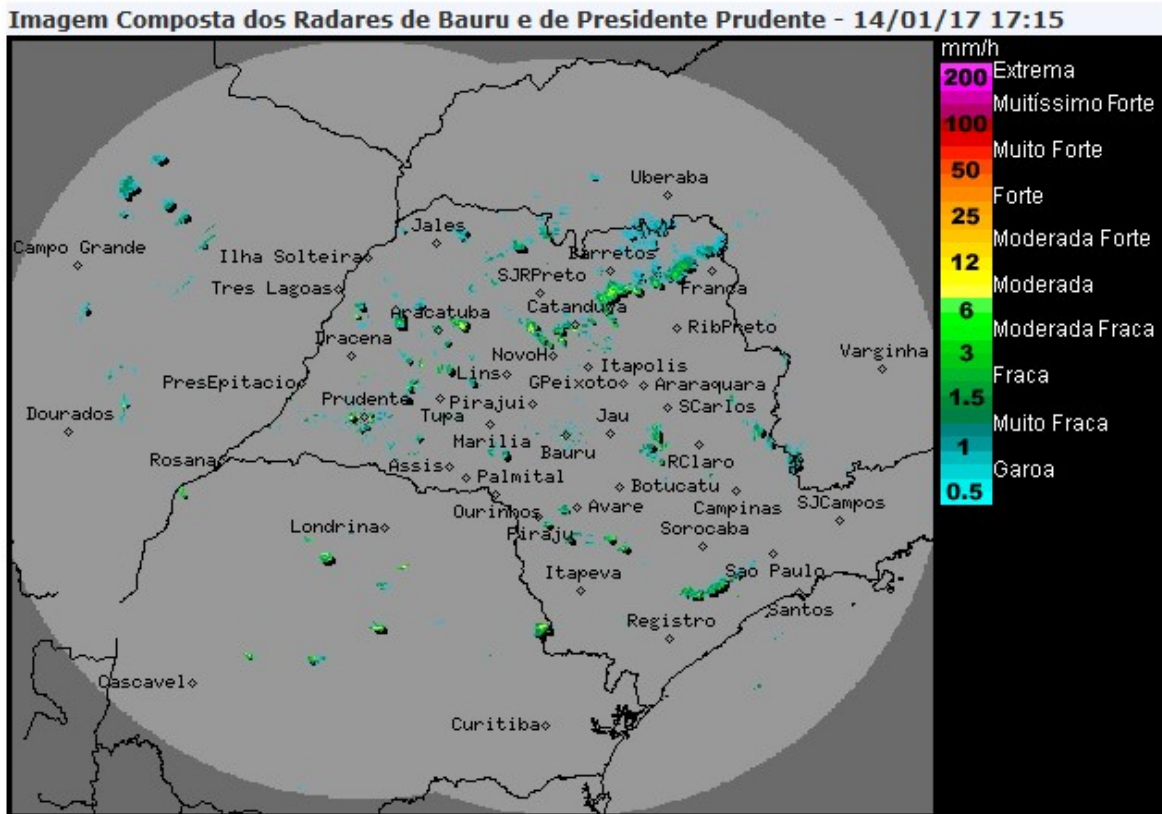 Imagem Composta dos Radares de Bauru e de Presidente Prudente - 14/01/17 17:15
mm/h
200 Extrema
Muitíssimo Forte
100
Muito Forte
50
Forte
25
Moderada Forte
12
Moderada
6
Moderada Fraca
3
Fraca
1.5
Muito Fraca
1
Garoa
0.5
Uberaba
Jales
Campo Grande
Ilha Solteira
Barretos
SJRPreto
Franca
Tres Lagoas
Catanduva
Aracatuba
RibPreto
Dracena
NovoH
Varginha
Itapolis
Lins
PresEpitacio
GPeixoto
Araraquara
Prudente
Pirajui
SCarlos
Dourados
Tupa
Jau
Marilia
Bauru
Rosana
Assis
RClaro
Palmital
Botucatu
Ourinhos
Avare
Campinas
SJCampos
Londrina
Piraju
Sorocaba
Itapeva
Sao Paulo
Santos
Registro
Cascavel
Curitiba